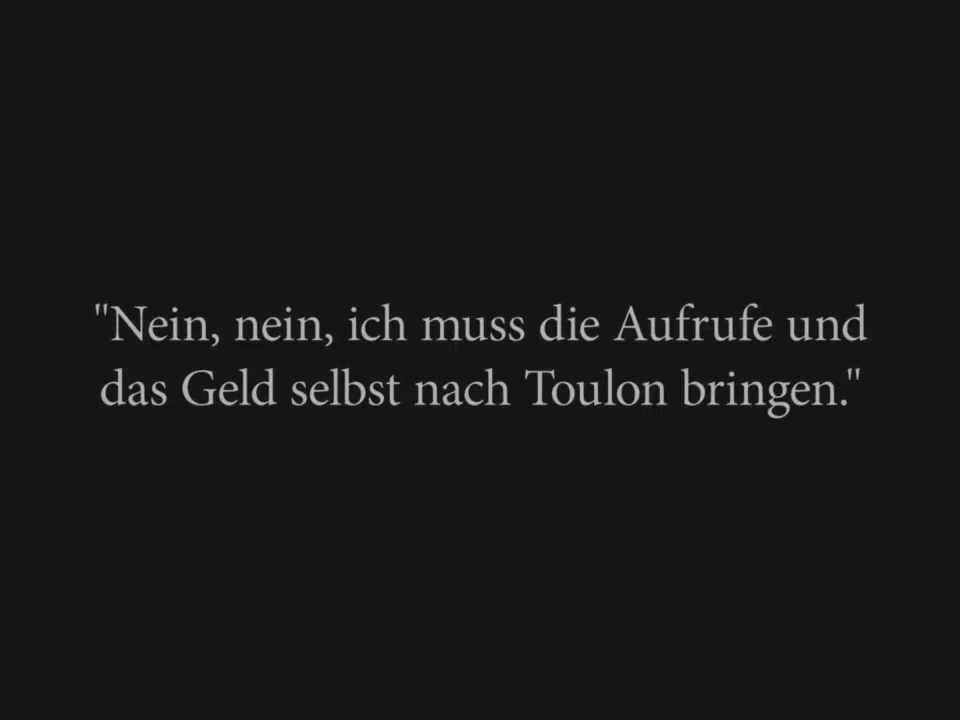 "Nein, nein, ich muss die Aufrufe und
das Geld selbst nach Toulon bringen."